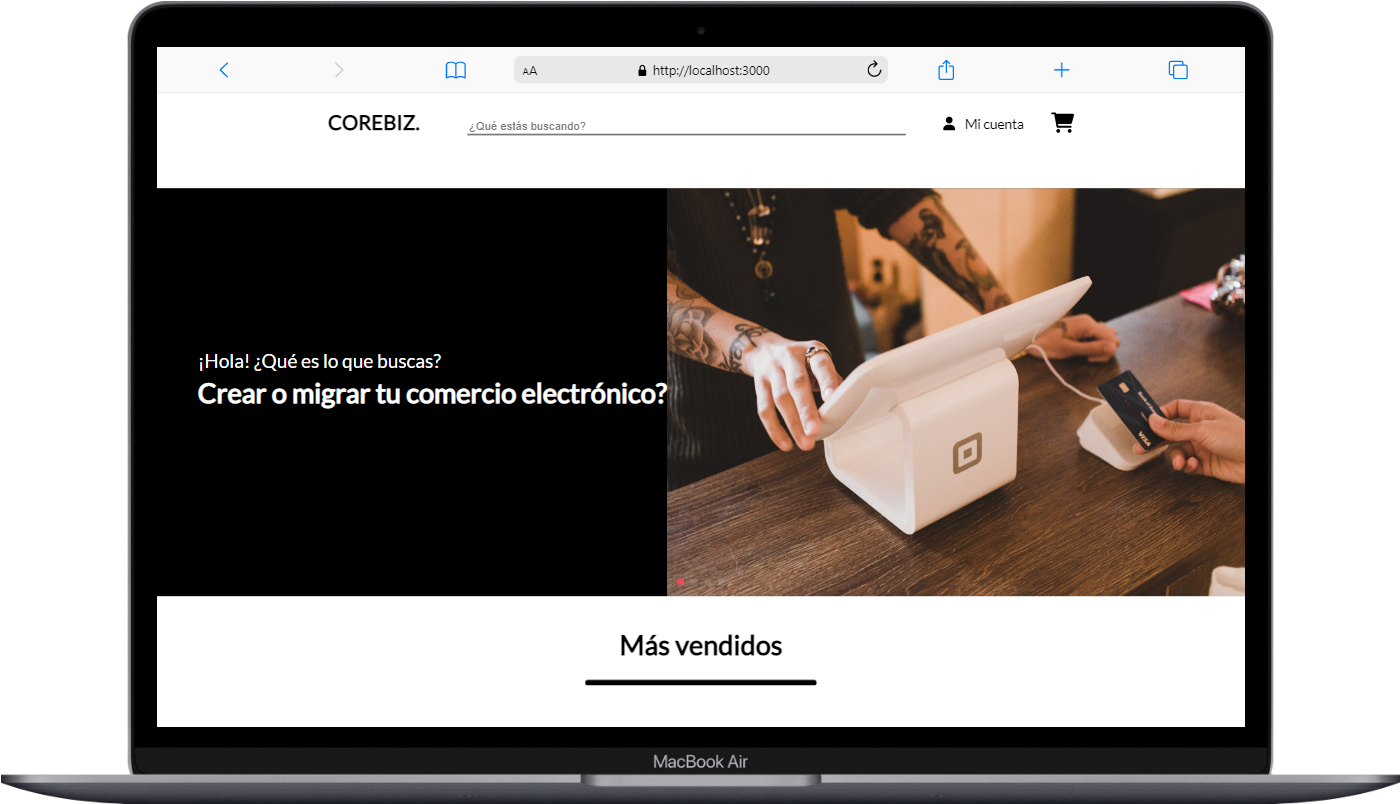 AA
http://localhost:3000
COREBIZ.
¿Qué estás buscando?
Mi cuenta
¡Hola! ¿Qué es lo que buscas?
Crear o migrar tu comercio electrónico?
VISA
Más vendidos
MacBook Air